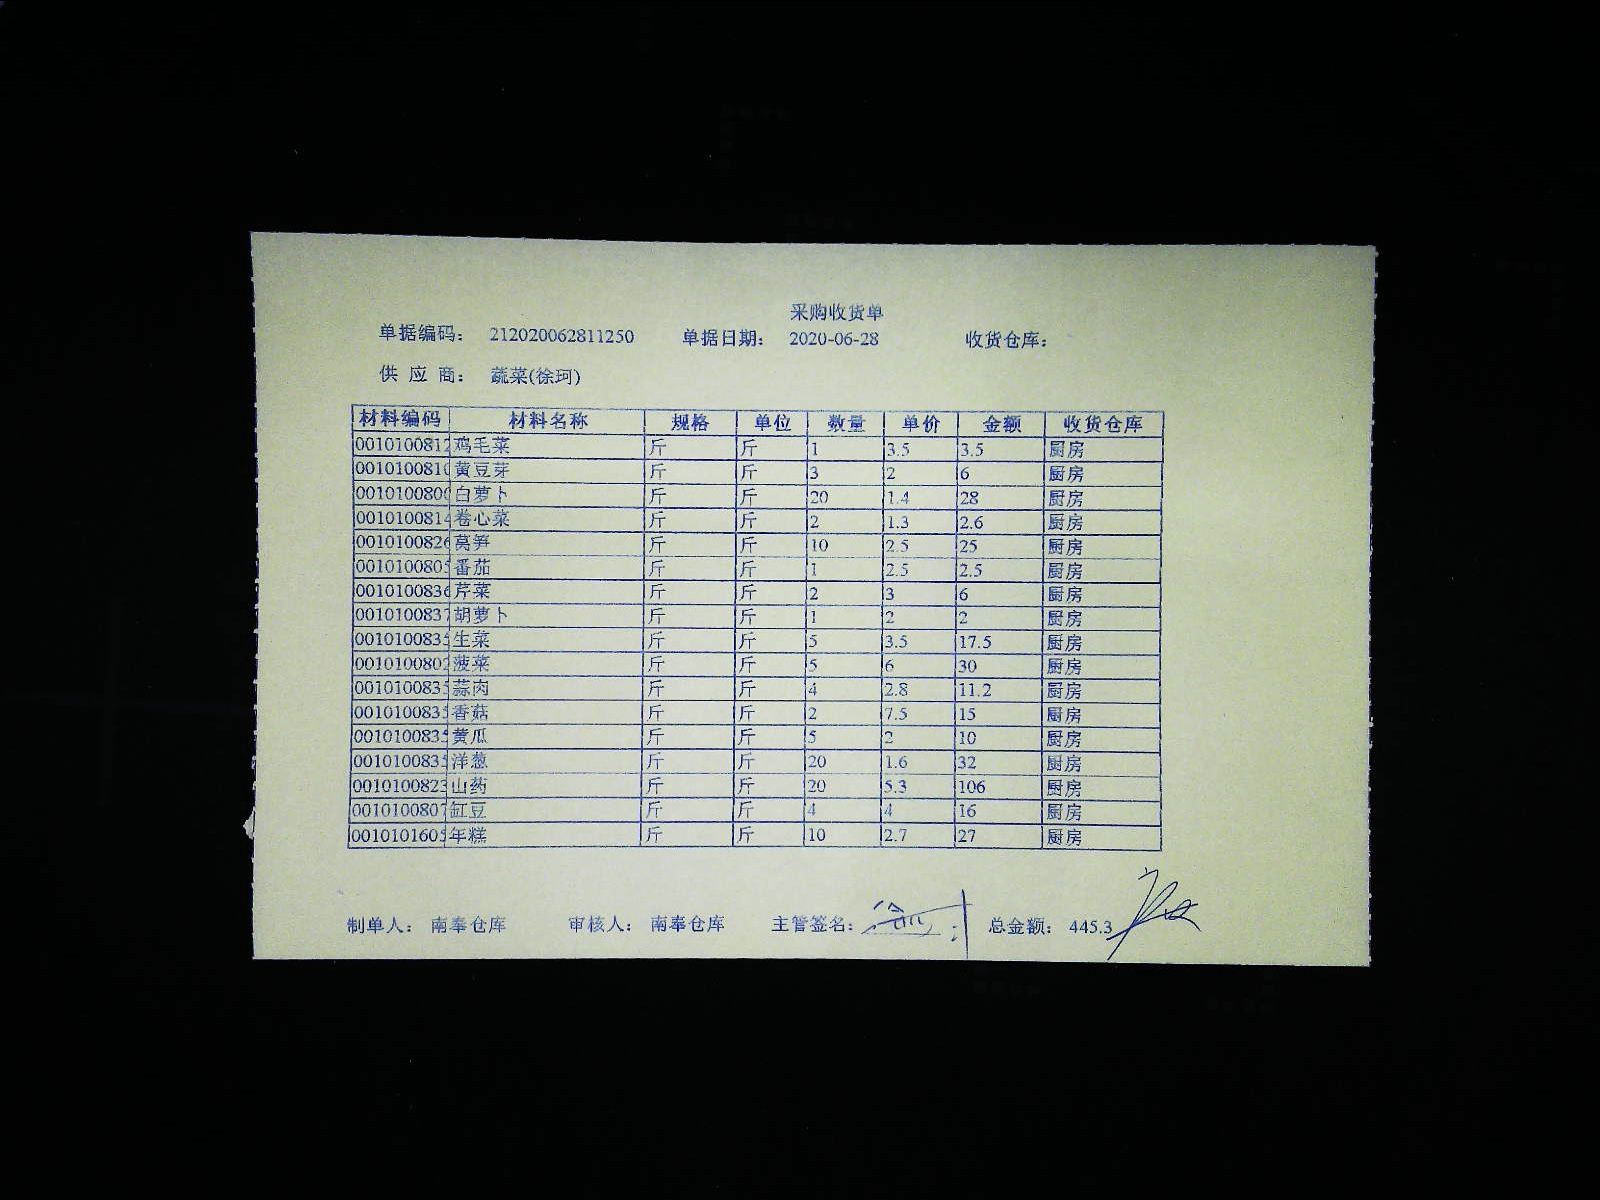 采购收货单
单据编码： 212020062811250 单据日期： 2020-06-28 收货仓库：
供 应 商： 蔬菜(徐珂)
材料编码 材料名称 规格 单位 数量 单价 金额 收货仓库
001010081 鸡毛菜 斤 斤 1 3.5 3.5 厨房
001010081 黄豆芽 斤 斤 3 2 6 厨房
001010080 白萝卜 斤 斤 20 1.4 28 厨房
001010081 卷心菜 斤 斤 2 1.3 2.6 厨房
001010082 莴笋 斤 斤 10 2.5 25 厨房
001010080 番茄 斤 斤 1 2.5 2.5 厨房
001010083 芹菜 斤 斤 2 3 6 厨房
001010083 胡萝卜 斤 斤 1 2 2 厨房
001010083 生菜 斤 斤 5 3.5 17.5 厨房
001010080 菠菜 斤 斤 5 6 30 厨房
001010083 蒜肉 斤 斤 4 2.8 11.2 厨房
001010083 香菇 斤 斤 2 7.5 15 厨房
001010083 黄瓜 斤 斤 5 2 10 厨房
001010083 洋葱 斤 斤 20 1.6 32 厨房
001010082 山药 斤 斤 20 5.3 106 厨房
001010080 缸豆 斤 斤 4 4 16 厨房
001010160 年糕 斤 斤 10 2.7 27 厨房
制单人： 南奉仓库 审核人： 南奉仓库 主管签名： 总金额： 445.3